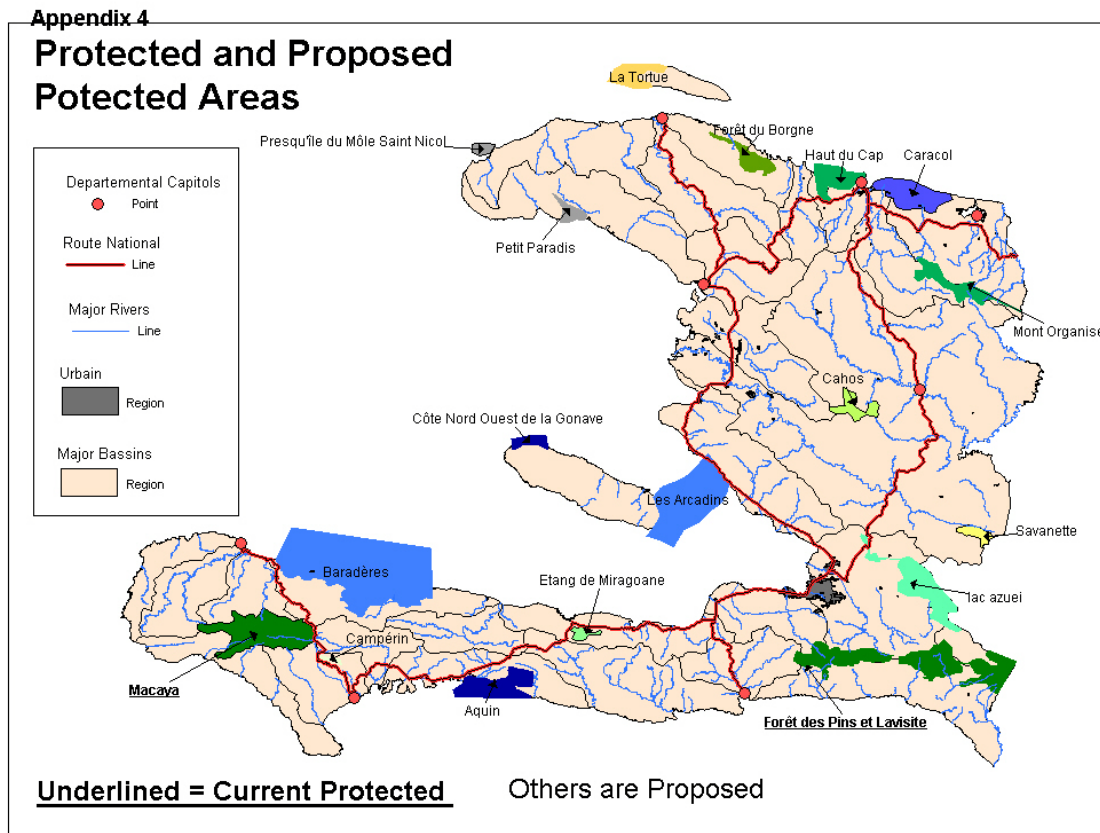 Appendix 4
Protected and Proposed
Potected Areas
La Tortue
Presqu'île du Môle Saint Nicol
Forêt du Borgne
Haut du Cap
Caracol
Departemental Capitols
Point
Petit Paradis
Route National
Line
Major Rivers
Line
Mont Organise
Urbain
Region
Cahos
Côte Nord Ouest de la Gonave
Major Bassins
Region
Les Arcadins
Savanette
Baradères
Etang de Miragoane
lac azuei
Campérin
Macaya
Aquin
Forêt des Pins et Lavisite
Underlined = Current Protected
Others are Proposed